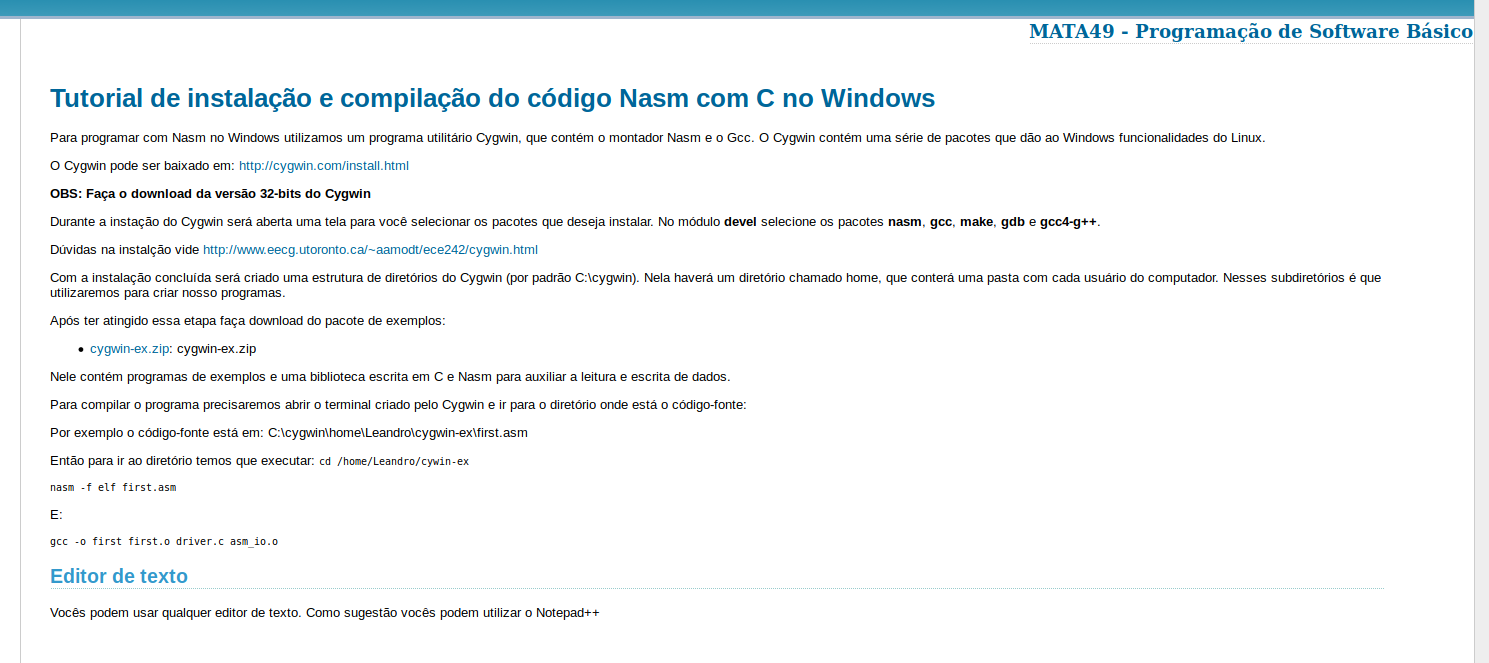 MATA49 - Programação de Software Básico
Tutorial de instalação e compilação do código Nasm com C no Windows
Para programar com Nasm no Windows utilizamos um programa utilitário Cygwin, que contém o montador Nasm e o Gcc. O Cygwin contém uma série de pacotes que dão ao Windows funcionalidades do Linux.
O Cygwin pode ser baixado em: http://cygwin.com/install.html
OBS: Faça o download da versão 32-bits do Cygwin
Durante a instação do Cygwin será aberta uma tela para você selecionar os pacotes que deseja instalar. No módulo devel selecione os pacotes nasm, gcc, make, gdb e gcc4-g++.
Dúvidas na instalção vide http://www.eecg.utoronto.ca/~aamodt/ece242/cygwin.html
Com a instalação concluída será criado uma estrutura de diretórios do Cygwin (por padrão C:\cygwin). Nela haverá um diretório chamado home, que conterá uma pasta com cada usuário do computador. Nesses subdiretórios é que
utilizaremos para criar nosso programas.
Após ter atingido essa etapa faça download do pacote de exemplos:
• cygwin-ex.zip: cygwin-ex.zip
Nele contém programas de exemplos e uma biblioteca escrita em C e Nasm para auxiliar a leitura e escrita de dados.
Para compilar o programa precisaremos abrir o terminal criado pelo Cygwin e ir para o diretório onde está o código-fonte:
Por exemplo o código-fonte está em: C:\cygwin\home\Leandro\cygwin-ex\first.asm
Então para ir ao diretório temos que executar: cd /home/Leandro/cywin-ex
nasm -f elf first.asm
E:
gcc -o first first.o driver.c asm_io.o
Editor de texto
Vocês podem usar qualquer editor de texto. Como sugestão vocês podem utilizar o Notepad++